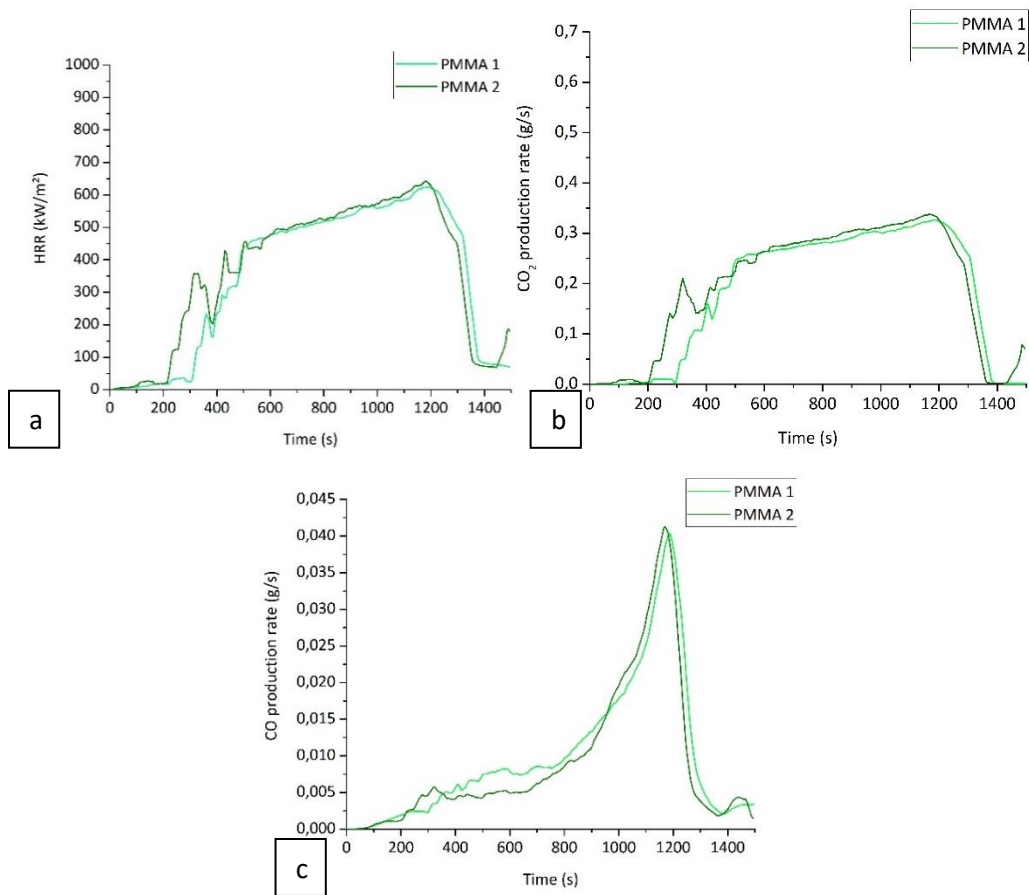 PMMA 1
PMMA 2
HRR (kW/m²)
1000
900
800
700
600
500
400
300
200
100
0
0 200 400 600 800 1000 1200 1400
Time (s)
a
PMMA 1
PMMA 2
CO₂ production rate (g/s)
0,7
0,6
0,5
0,4
0,3
0,2
0,1
0,0
0 200 400 600 800 1000 1200 1400
Time (s)
b
PMMA 1
PMMA 2
CO production rate (g/s)
0,045
0,040
0,035
0,030
0,025
0,020
0,015
0,010
0,005
0,000
0 200 400 600 800 1000 1200 1400
Time (s)
c